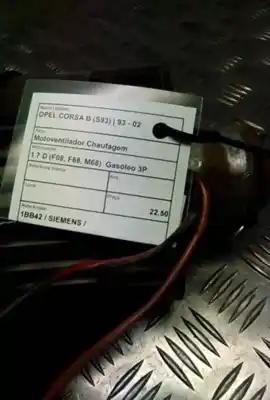 OPEL CORSA B (S93) | 93 - 02
Motoventilador Chaufagem
1.7 D (F08, F68, M68) Gasoleo 3P
22.50
1BB42 / SIEMENS /